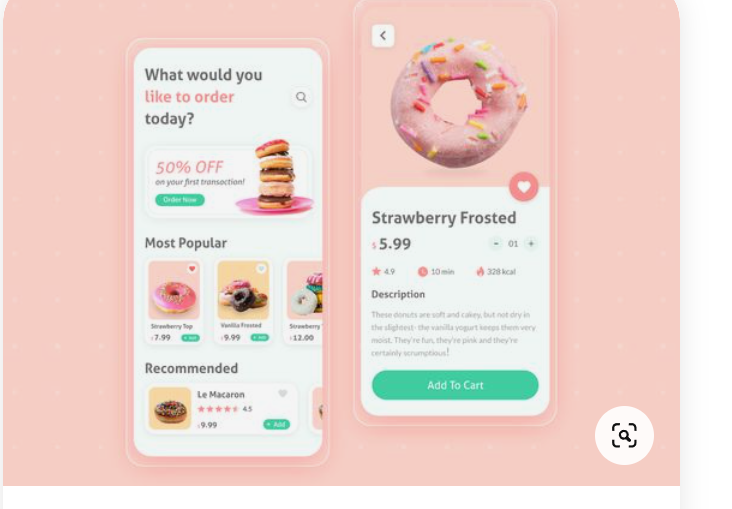 What would you
like to order
today?
50% OFF
on your first transaction!
Order Now
Most Popular
Strawberry Top
$7.99 + Add
Vanilla Frosted
$9.99 + Add
Strawberry
$12.00
Recommended
Le Macaron
4.5
$9.99 + Add
Strawberry Frosted
$ 5.99 - 01 +
4.9 10 min 328 kcal
Description
These donuts are soft and cakey, but not dry in
the slightest- the vanilla yogurt keeps them very
moist. They're fun, they're pink and they're
certainly scrumptious!
Add To Cart